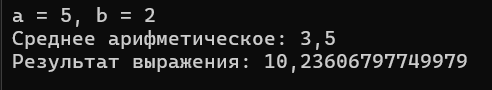 a = 5, b = 2
Среднее арифметическое: 3,5
Результат выражения: 10,23606797749979